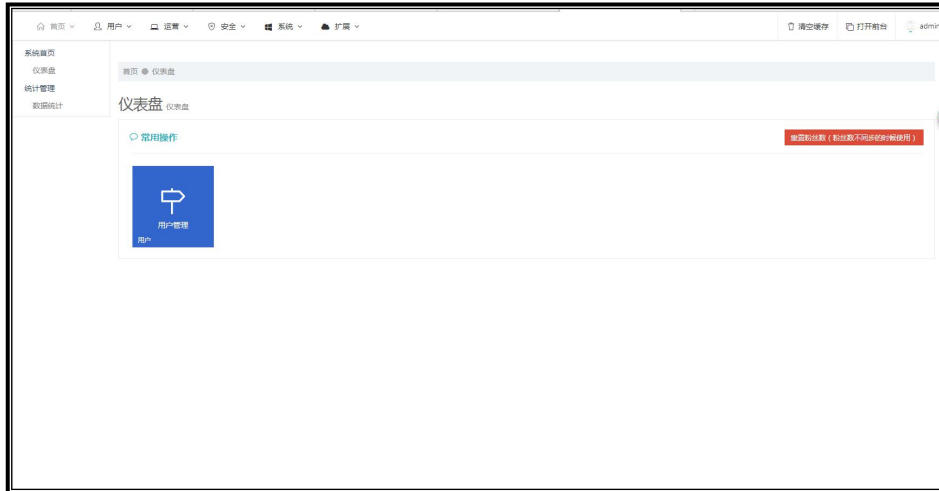 首页 用户 运营 安全 系统 扩展 清空缓存 打开前台 admin
系统首页
仪表盘
统计管理
数据统计
首页 仪表盘
仪表盘 仪表盘
常用操作
重置粉丝数（粉丝数不同步的时候使用）
用户管理
用户